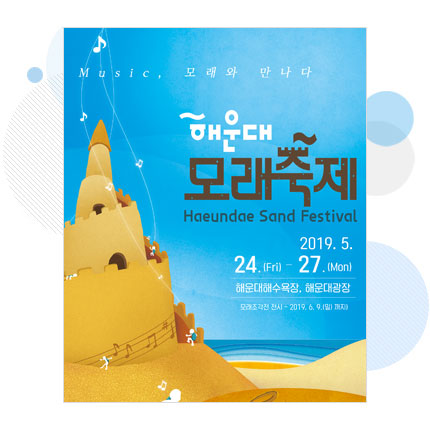 Music, 모래와 만나다
해운대
모래축제
Haeundae Sand Festival
2019. 5.
24.(Fri) - 27.(Mon)
해운대해수욕장, 해운대광장
모래조각전 전시 - 2019. 6. 9.(일) 까지